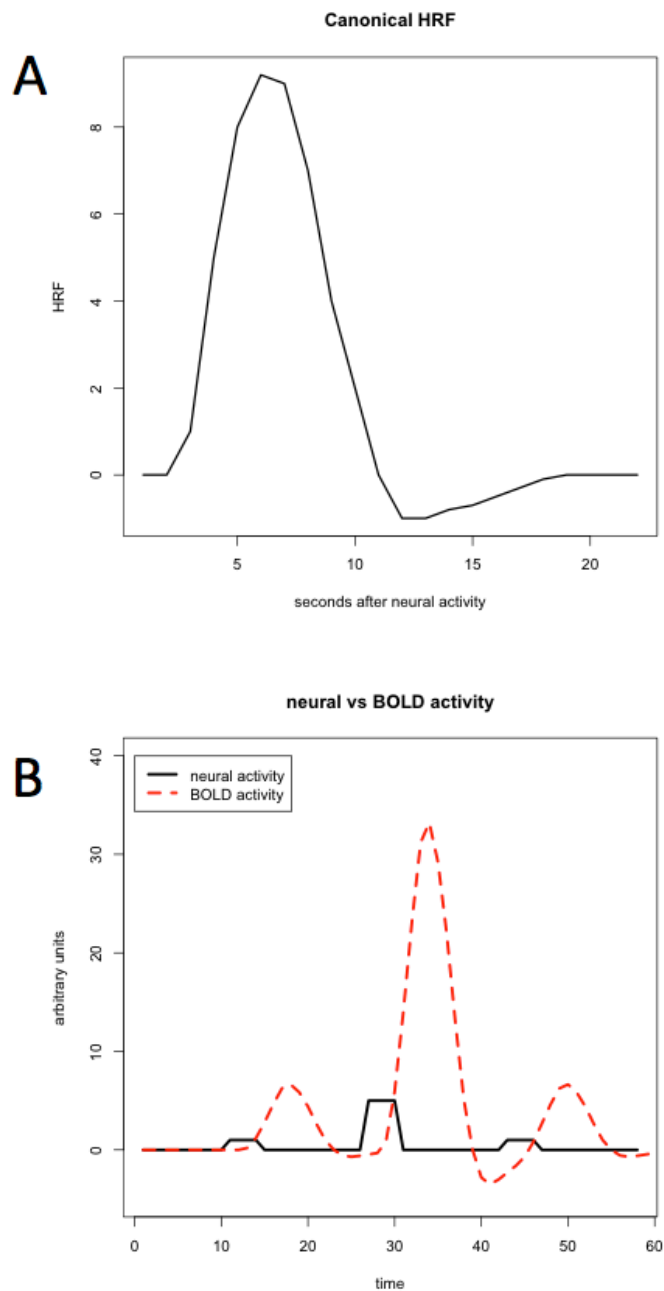 Canonical HRF
A
8
6
4
2
0
HRF
5 10 15 20
seconds after neural activity
neural vs BOLD activity
B
neural activity
BOLD activity
40
30
20
10
0
arbitrary units
0 10 20 30 40 50 60
time